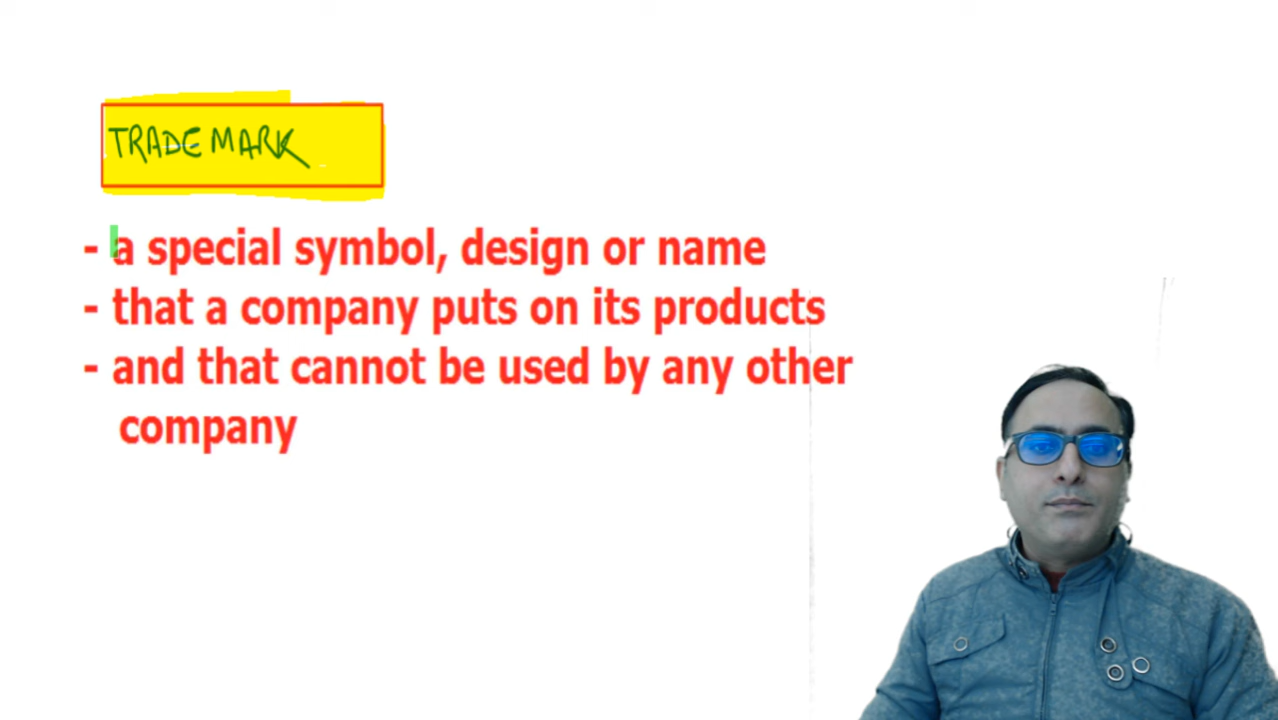 TRADEMARK
- a special symbol, design or name
- that a company puts on its products
- and that cannot be used by any other
company